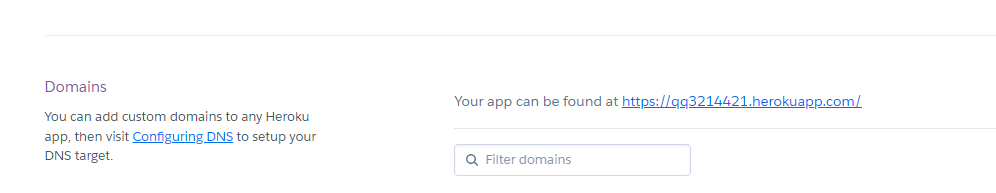 Domains
Your app can be found at https://qq3214421.herokuapp.com/
You can add custom domains to any Heroku
app, then visit Configuring DNS to setup your
DNS target.
Filter domains